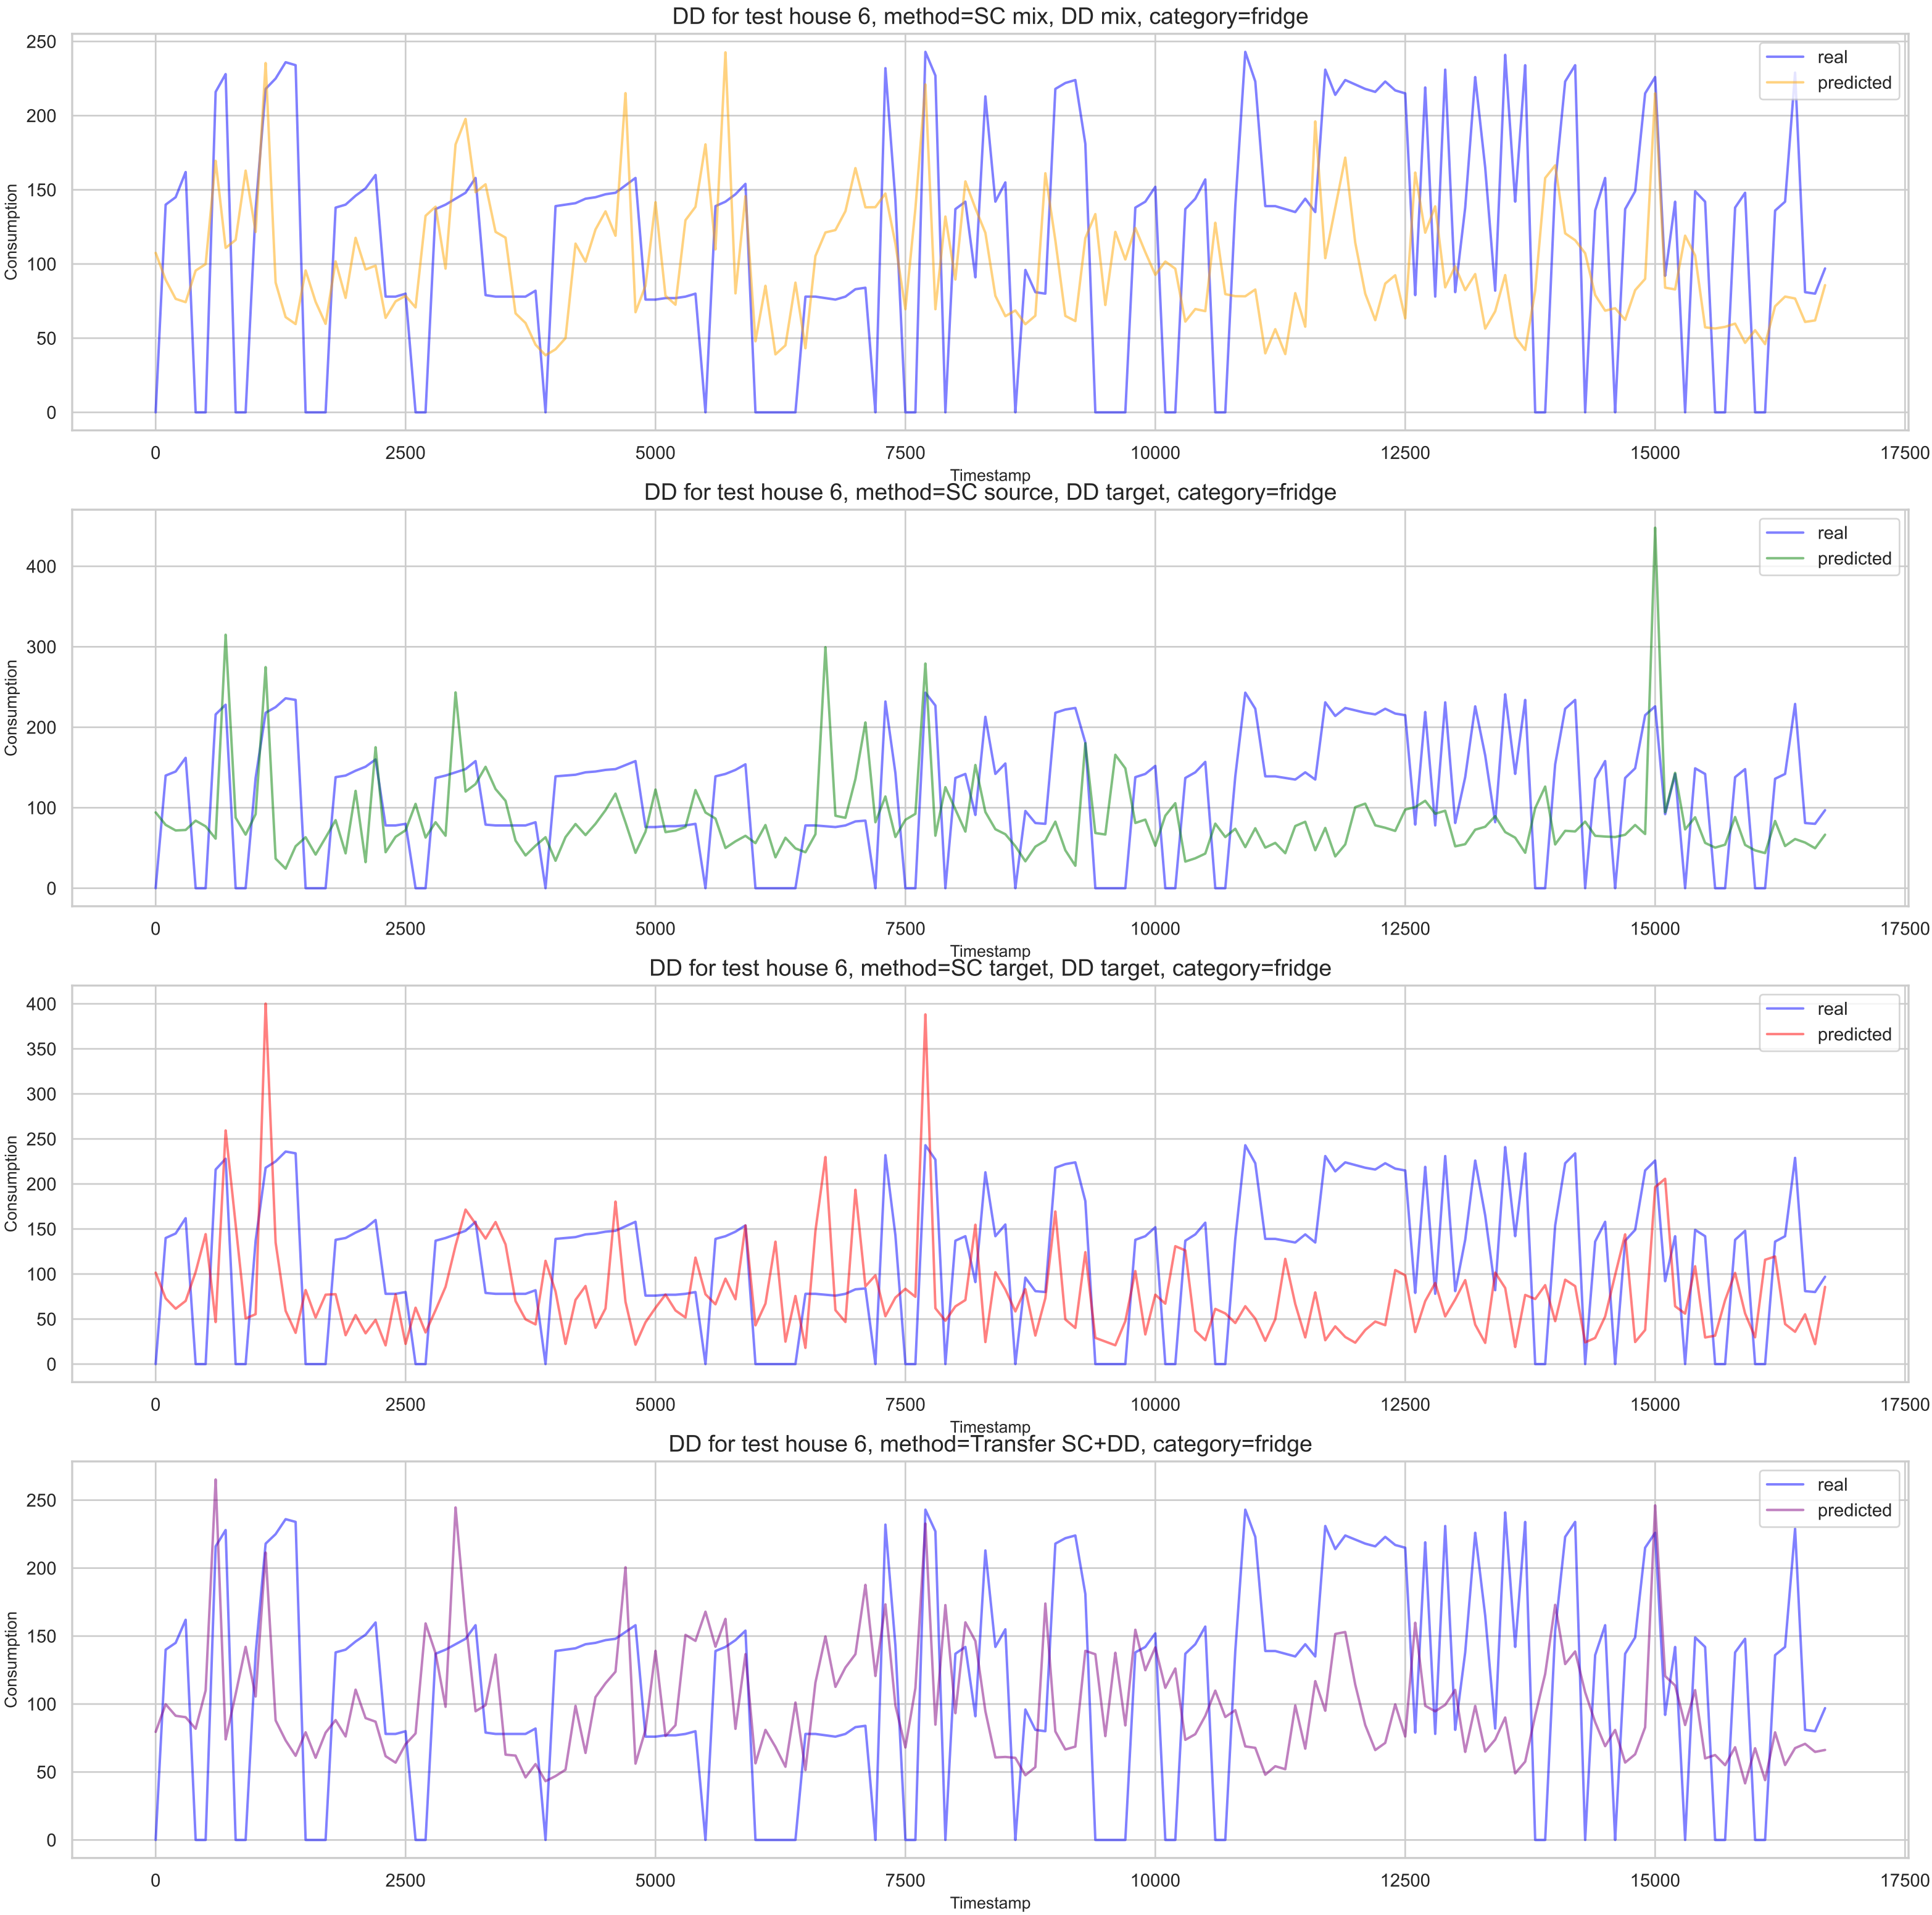 DD for test house 6, method=SC mix, DD mix, category=fridge
250
200
150
100
50
0
Consumption
real
predicted
0 2500 5000 7500 10000 12500 15000 17500
Timestamp
DD for test house 6, method=SC source, DD target, category=fridge
400
300
200
100
0
Consumption
real
predicted
0 2500 5000 7500 10000 12500 15000 17500
Timestamp
DD for test house 6, method=SC target, DD target, category=fridge
400
350
300
250
200
150
100
50
0
Consumption
real
predicted
0 2500 5000 7500 10000 12500 15000 17500
Timestamp
DD for test house 6, method=Transfer SC+DD, category=fridge
250
200
150
100
50
0
Consumption
real
predicted
0 2500 5000 7500 10000 12500 15000 17500
Timestamp